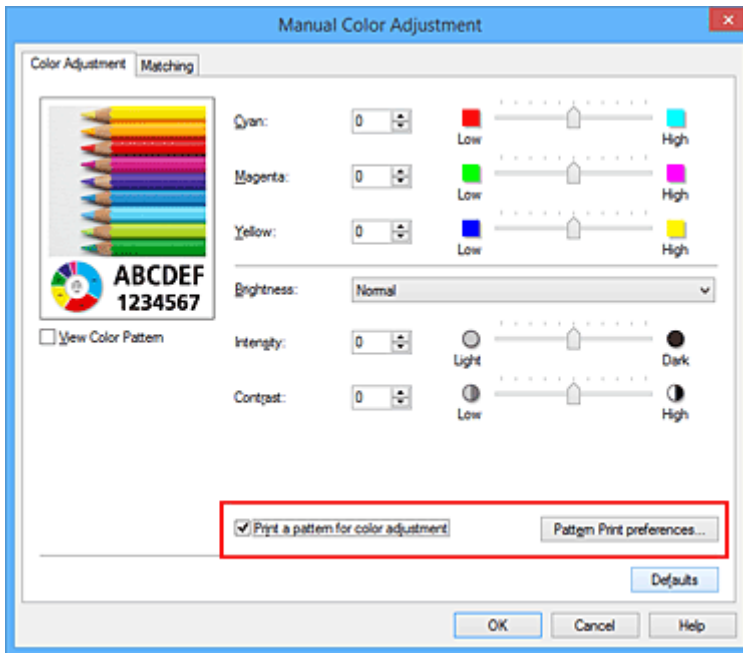 Manual Color Adjustment
Color Adjustment Matching
ABCDEF
1234567
View Color Pattern
Cyan: 0 Low High
Magenta: 0 Low High
Yellow: 0 Low High
Brightness: Normal
Intensity: 0 Light Dark
Contrast: 0 Low High
Print a pattern for color adjustment Pattern Print preferences...
Defaults
OK Cancel Help